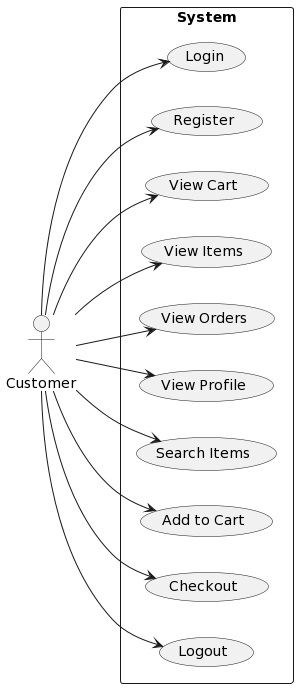 System
Login
Register
View Cart
View Items
View Orders
View Profile
Customer
Search Items
Add to Cart
Checkout
Logout